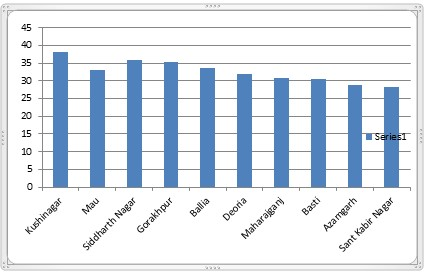 45
40
35
30
25
20
15
10
5
0
Series1
Kushinagar
Mau
Siddharth Nagar
Gorakhpur
Ballia
Deoria
Maharajganj
Basti
Azamgarh
Sant Kabir Nagar